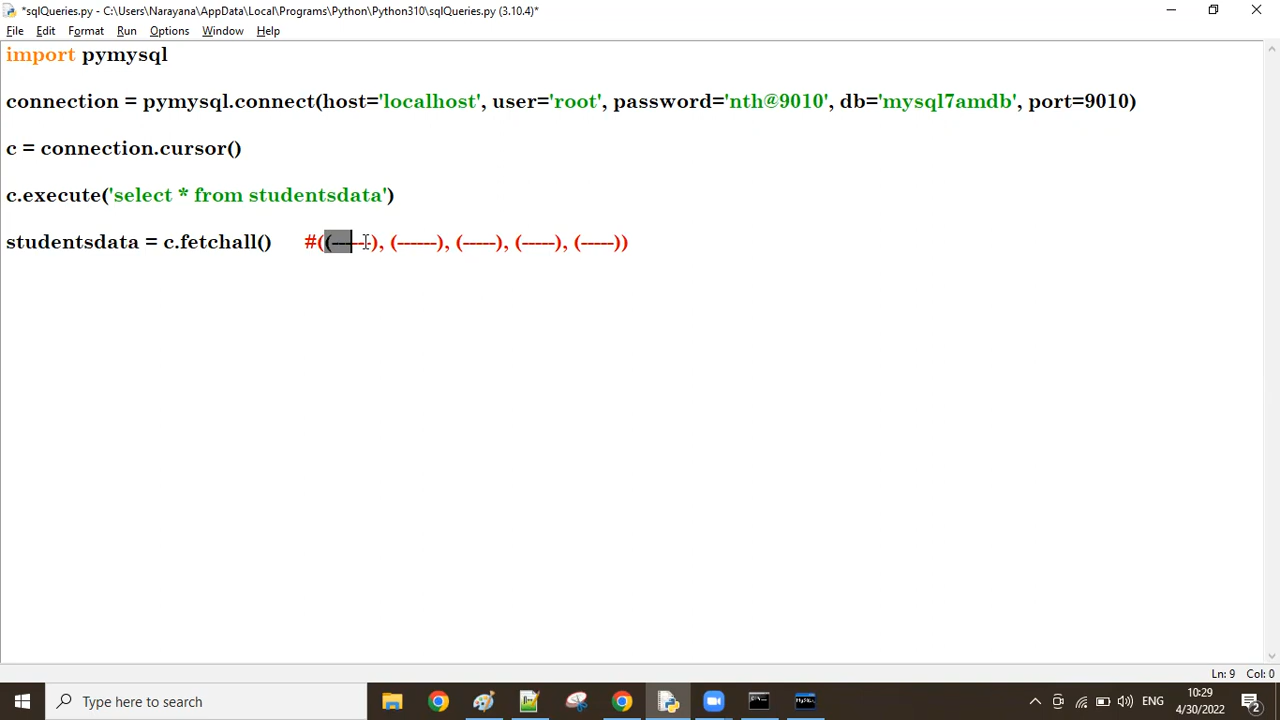 *sqlQueries.py - C:\Users\Narayana\AppData\Local\Programs\Python\Python310\sqlQueries.py (3.10.4)*
File Edit Format Run Options Window Help
import pymysql
connection = pymysql.connect(host='localhost', user='root', password='nth@9010', db='mysql7amdb', port=9010)
c = connection.cursor()
c.execute('select * from studentsdata')
studentsdata = c.fetchall() #((-----), (------), (-----), (-----), (-----))
Ln: 9 Col: 0
Type here to search
ENG
10:29
4/30/2022
2